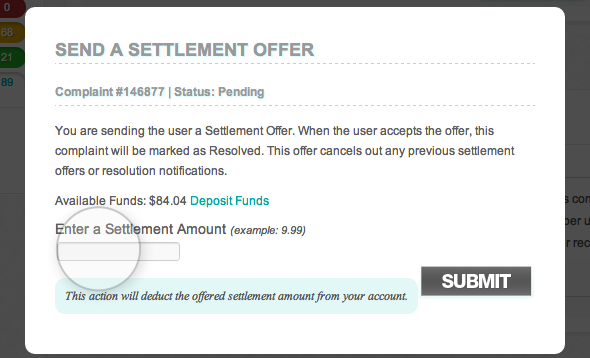 0
68
21
89
SEND A SETTLEMENT OFFER
Complaint #146877 | Status: Pending
You are sending the user a Settlement Offer. When the user accepts the offer, this
complaint will be marked as Resolved. This offer cancels out any previous settlement
offers or resolution notifications.
Available Funds: $84.04 Deposit Funds
Enter a Settlement Amount (example: 9.99)
This action will deduct the offered settlement amount from your account.
SUBMIT